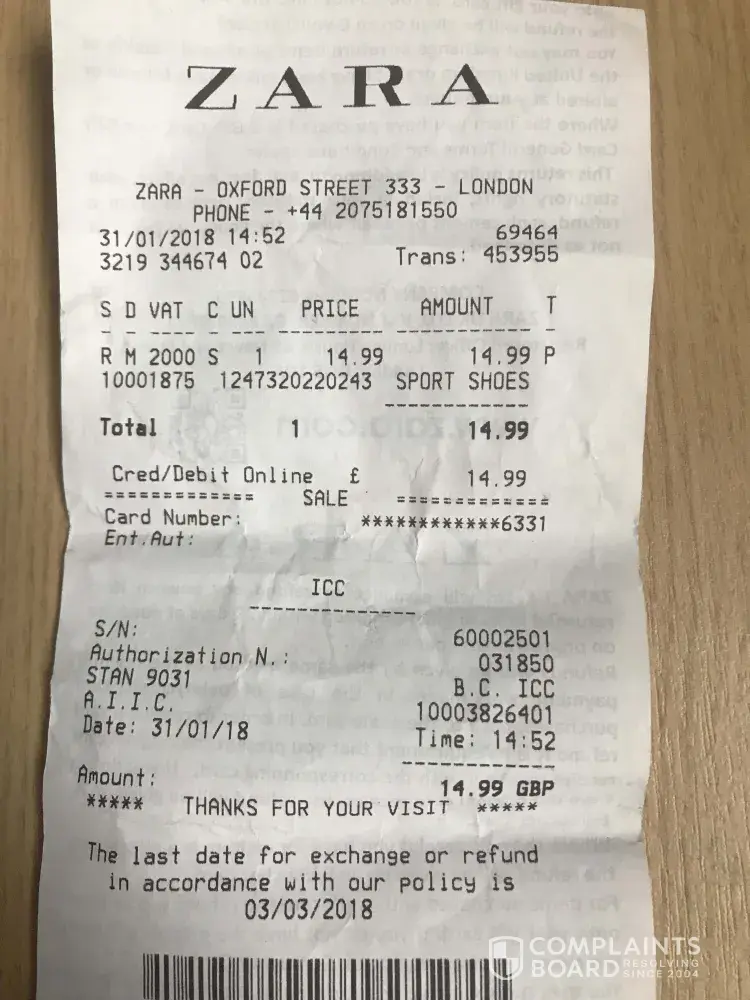 ZARA
ZARA - OXFORD STREET 333 - LONDON
PHONE - +44 2075181550
31/01/2018 14:52 69464
3219 344674 02 Trans: 453955
S D VAT C UN PRICE AMOUNT T
R M 2000 S 1 14.99 14.99 P
10001875 1247320220243 SPORT SHOES
Total 1 14.99
Cred/Debit Online £ 14.99
============= SALE =============
Card Number: ************6331
Ent.Aut:
ICC
S/N: 60002501
Authorization N.: 031850
STAN 9031 B.C. ICC
A.I.I.C. 10003826401
Date: 31/01/18 Time: 14:52
Amount: 14.99 GBP
***** THANKS FOR YOUR VISIT *****
The last date for exchange or refund
in accordance with our policy is
03/03/2018
COMPLAINTS
BOARD RESOLVING SINCE 2004